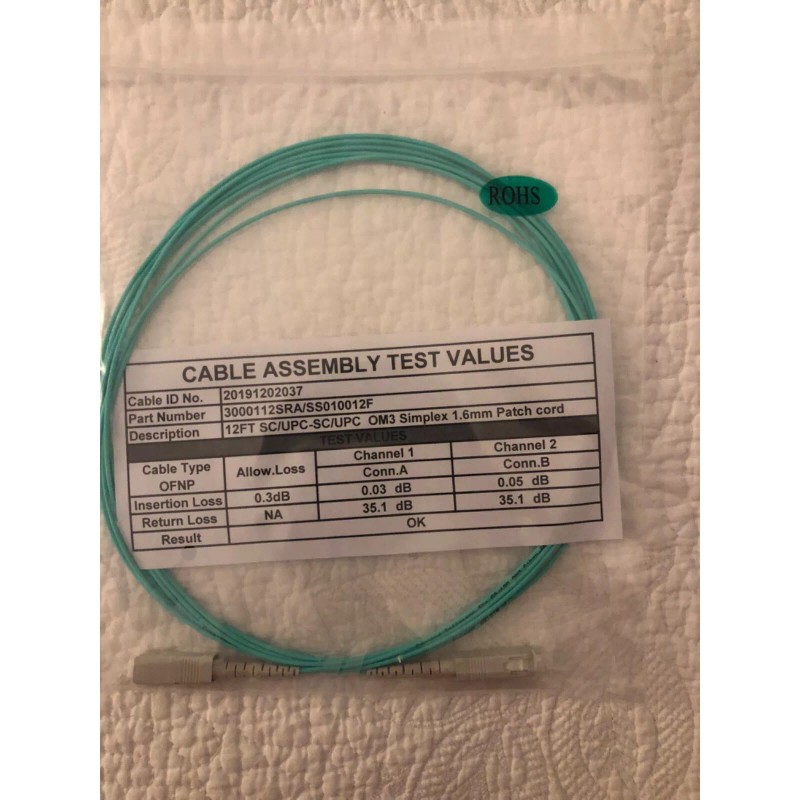 ROHS
CABLE ASSEMBLY TEST VALUES
Cable ID No. 20191202037
Part Number 3000112SRA/SS010012F
Description 12FT SC/UPC-SC/UPC OM3 Simplex 1.6mm Patch cord
TEST VALUES
Cable Type OFNP Allow.Loss Channel 1 Conn.A Channel 2 Conn.B
Insertion Loss 0.3dB 0.03 dB 0.05 dB
Return Loss NA 35.1 dB 35.1 dB
Result OK